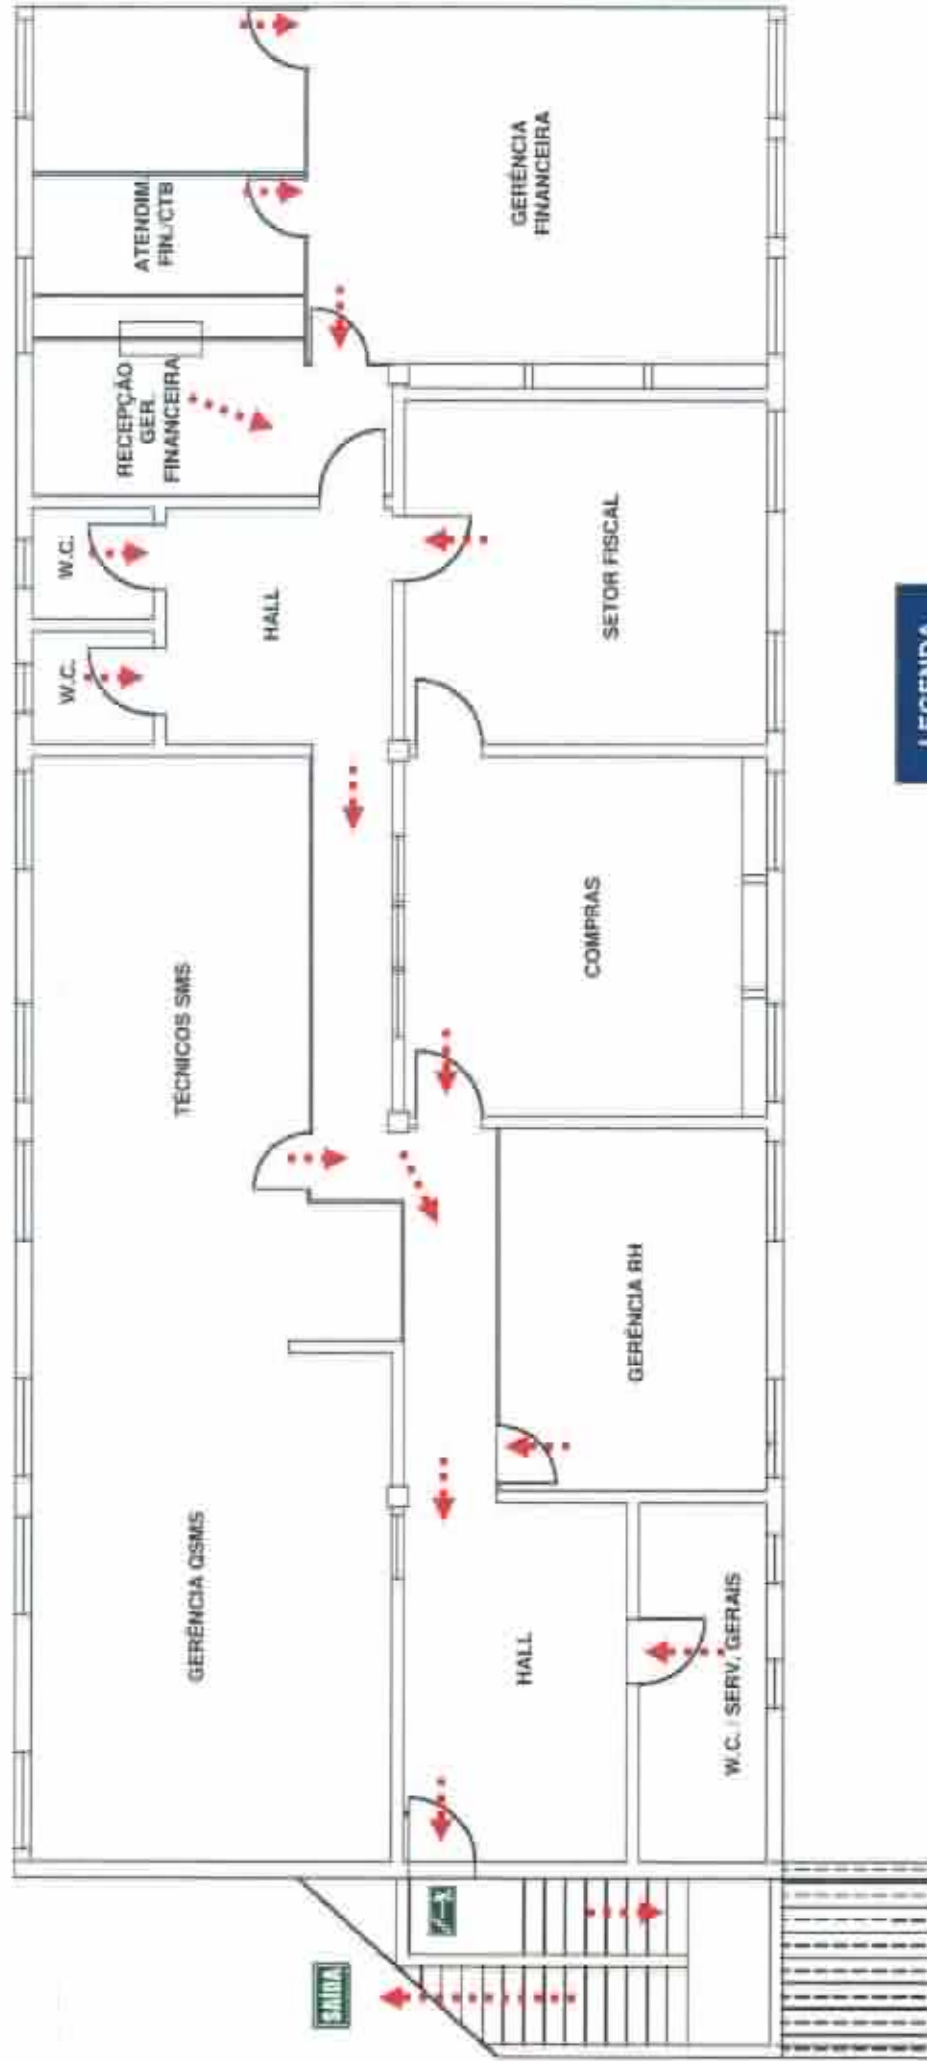 ATENDIM.
FIN./CTB
GERÊNCIA
FINANCEIRA
RECEPÇÃO
GER.
FINANCEIRA
W.C.
W.C.
HALL
SETOR FISCAL
TÉCNICOS SMS
COMPRAS
GERÊNCIA RH
GERÊNCIA QSMS
HALL
W.C. / SERV. GERAIS
SAÍDA
LEGENDA